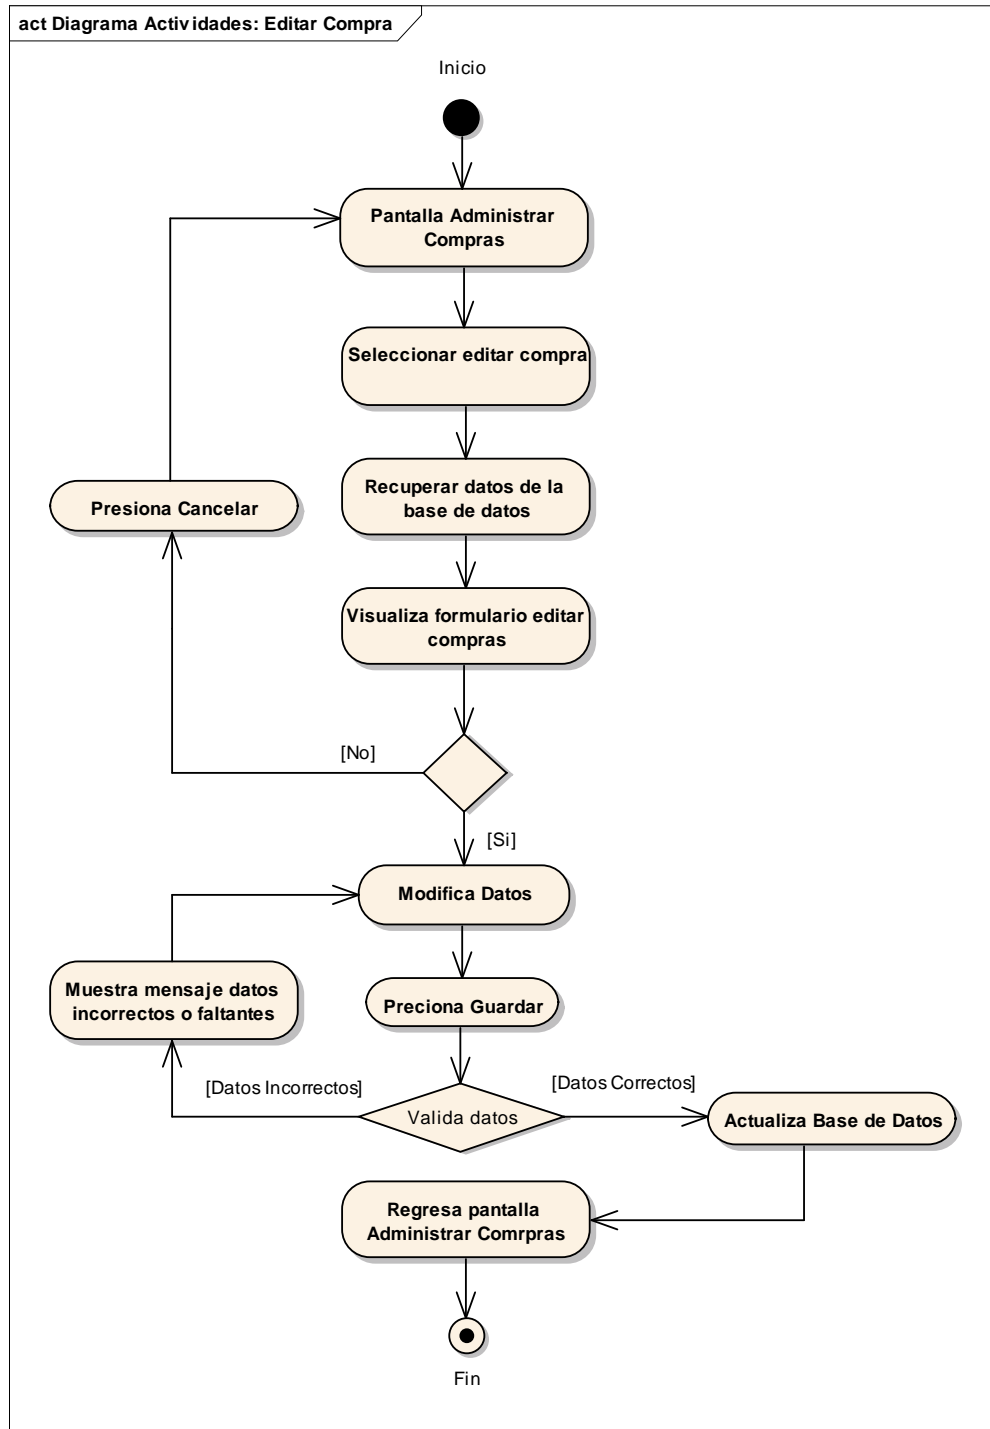 act Diagrama Actividades: Editar Compra
Inicio
Pantalla Administrar
Compras
Seleccionar editar compra
Recuperar datos de la
base de datos
Presiona Cancelar
Visualiza formulario editar
compras
[No]
[Si]
Modifica Datos
Muestra mensaje datos
incorrectos o faltantes
Preciona Guardar
[Datos Incorrectos]
[Datos Correctos]
Valida datos
Actualiza Base de Datos
Regresa pantalla
Administrar Comrpras
Fin